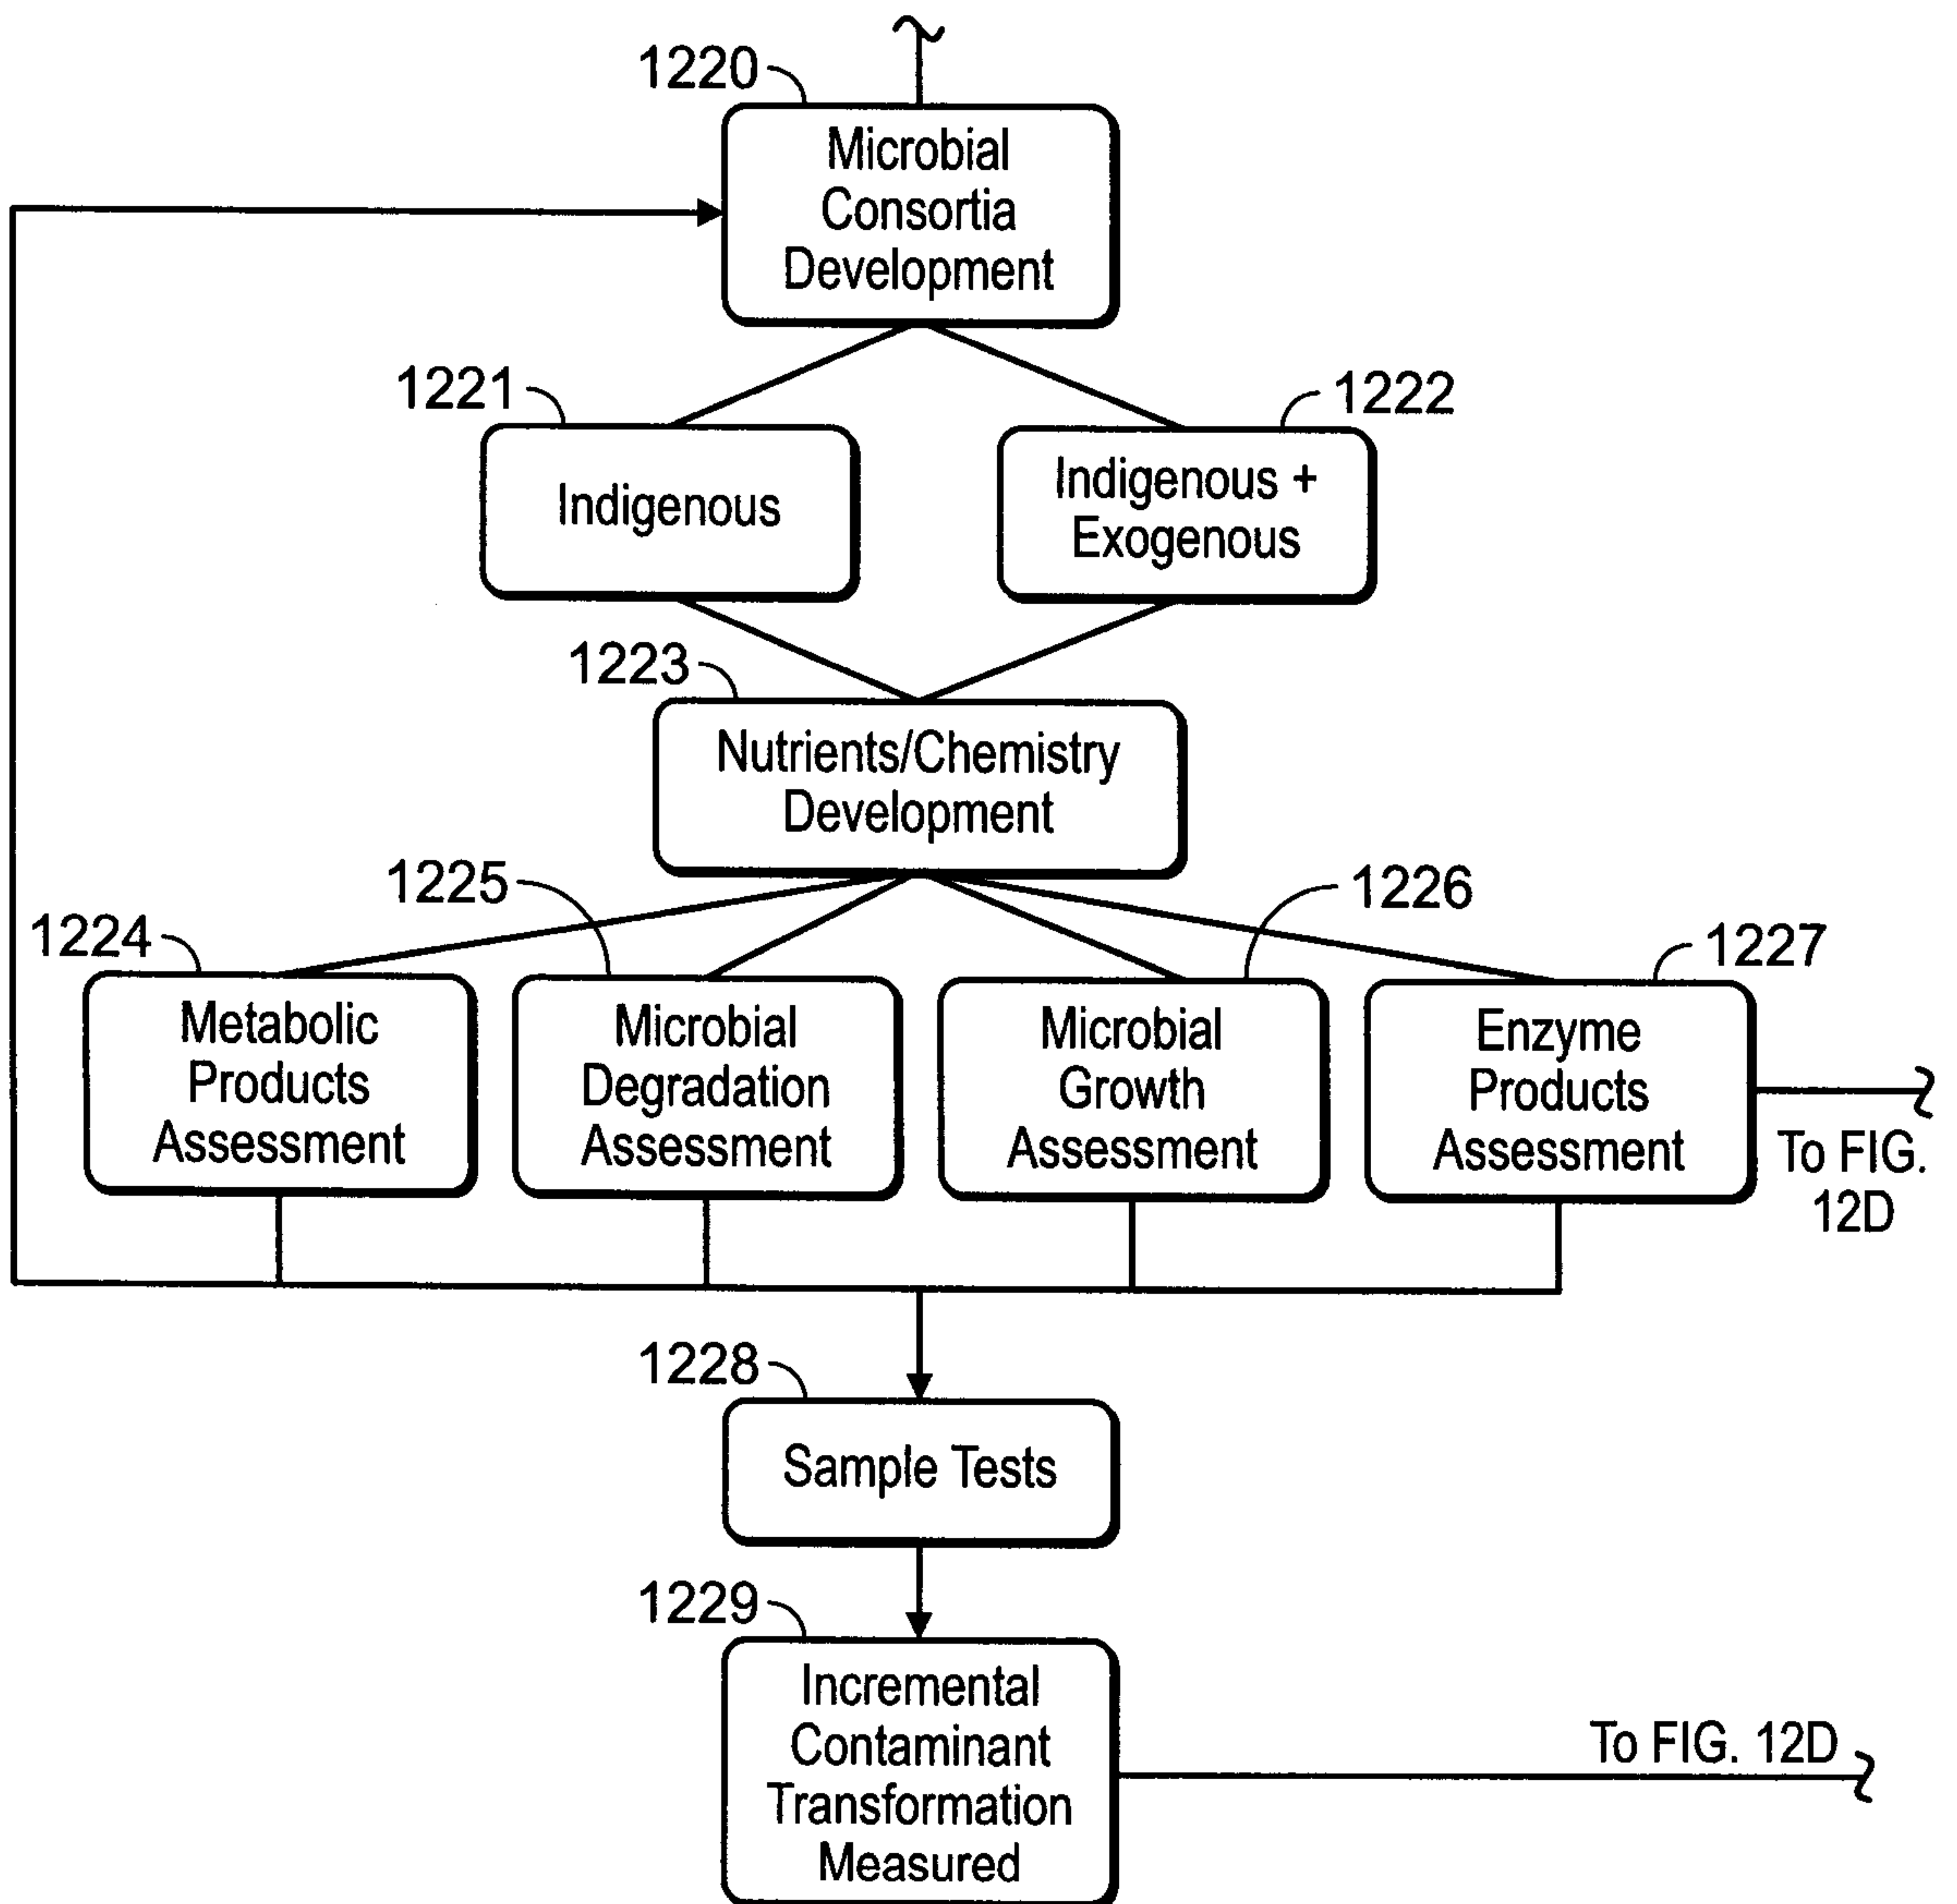 1220
Microbial
Consortia
Development
1221
1222
Indigenous
Indigenous +
Exogenous
1223
Nutrients/Chemistry
Development
1225
1226
1224
1227
Metabolic
Products
Assessment
Microbial
Degradation
Assessment
Microbial
Growth
Assessment
Enzyme
Products
Assessment
To FIG.
12D
1228
Sample Tests
1229
Incremental
Contaminant
Transformation
Measured
To FIG. 12D